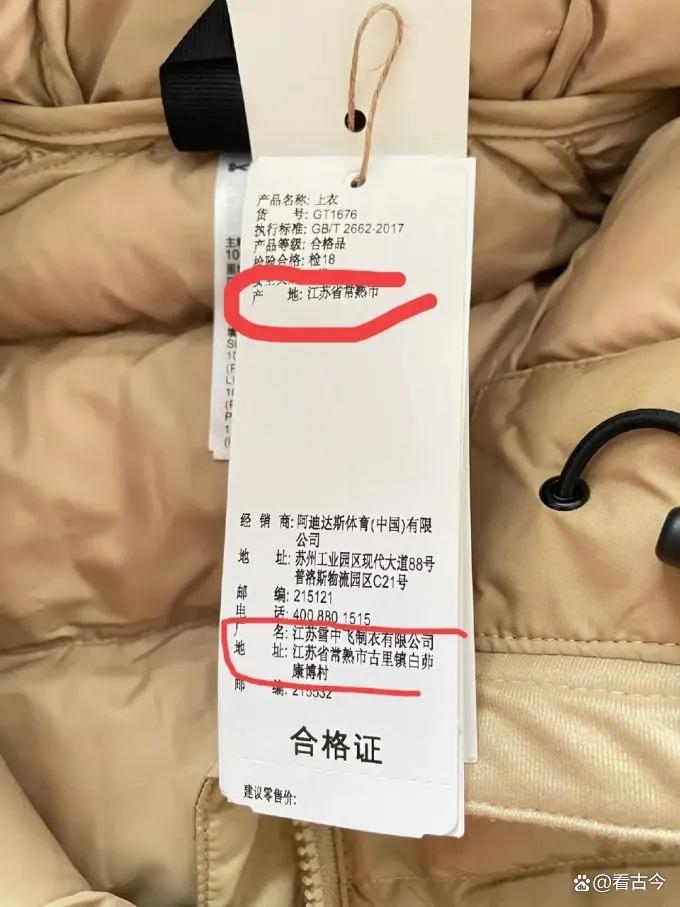 产品名称: 上衣
货 号: GT1676
执行标准: GB/T 2662-2017
产品等级: 合格品
检验合格: 检18
产 地: 江苏省常熟市
经 销 商: 阿迪达斯体育(中国)有限
公司
地 址: 苏州工业园区现代大道88号
普洛斯物流园区C21号
邮 编: 215121
电 话: 400 880 1515
厂 名: 江苏雪中飞制衣有限公司
地 址: 江苏省常熟市古里镇白茆
康博村
邮 编: 215532
合格证
建议零售价:
看古今